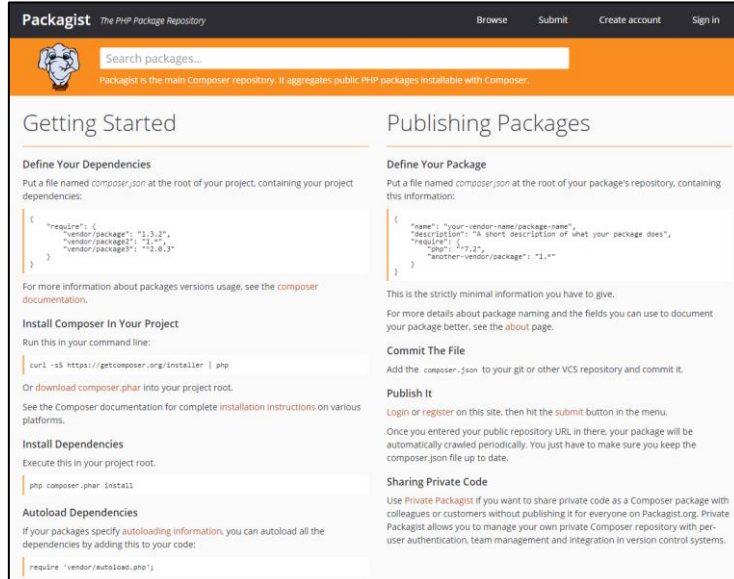 Packagist The PHP Package Repository
Browse Submit Create account Sign in
Search packages...
Packagist is the main Composer repository. It aggregates public PHP packages installable with Composer.
Getting Started
Define Your Dependencies
Put a file named composer.json at the root of your project, containing your project
dependencies:
{
    "require": {
        "vendor/package": "1.3.2",
        "vendor/package2": "1.*",
        "vendor/package3": "^2.0.3"
    }
}
For more information about packages versions usage, see the composer
documentation.
Install Composer In Your Project
Run this in your command line:
curl -sS https://getcomposer.org/installer | php
Or download composer.phar into your project root.
See the Composer documentation for complete installation instructions on various
platforms.
Install Dependencies
Execute this in your project root.
php composer.phar install
Autoload Dependencies
If your packages specify autoloading information, you can autoload all the
dependencies by adding this to your code:
require 'vendor/autoload.php';
Publishing Packages
Define Your Package
Put a file named composer.json at the root of your package's repository, containing
this information:
{
    "name": "your-vendor-name/package-name",
    "description": "A short description of what your package does",
    "require": {
        "php": "^7.2",
        "another-vendor/package": "1.*"
    }
}
This is the strictly minimal information you have to give.
For more details about package naming and the fields you can use to document
your package better, see the about page.
Commit The File
Add the composer.json to your git or other VCS repository and commit it.
Publish It
Login or register on this site, then hit the submit button in the menu.
Once you entered your public repository URL in there, your package will be
automatically crawled periodically. You just have to make sure you keep the
composer.json file up to date.
Sharing Private Code
Use Private Packagist if you want to share private code as a Composer package with
colleagues or customers without publishing it for everyone on Packagist.org. Private
Packagist allows you to manage your own private Composer repository with per-
user authentication, team management and integration in version control systems.